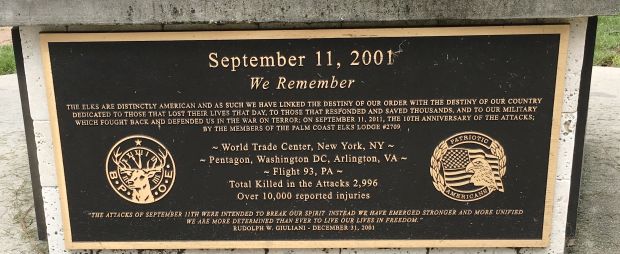 September 11, 2001
We Remember
THE ELKS ARE DISTINCTLY AMERICAN AND AS SUCH WE HAVE LINKED THE DESTINY OF OUR ORDER WITH THE DESTINY OF OUR COUNTRY
DEDICATED TO THOSE THAT LOST THEIR LIVES THAT DAY, TO THOSE THAT RESPONDED AND SAVED THOUSANDS, AND TO OUR MILITARY
WHICH FOUGHT BACK AND DEFENDED US IN THE WAR ON TERROR; ON SEPTEMBER 11, 2011, THE 10TH ANNIVERSARY OF THE ATTACKS;
BY THE MEMBERS OF THE PALM COAST ELKS LODGE #2709
~ World Trade Center, New York, NY ~
~ Pentagon, Washington DC, Arlington, VA ~
~ Flight 93, PA ~
Total Killed in the Attacks 2,996
Over 10,000 reported injuries
B.P.O.E.
PATRIOTIC
AMERICANS
"THE ATTACKS OF SEPTEMBER 11TH WERE INTENDED TO BREAK OUR SPIRIT INSTEAD WE HAVE EMERGED STRONGER AND MORE UNIFIED
WE ARE MORE DETERMINED THAN EVER TO LIVE OUR LIVES IN FREEDOM."
RUDOLPH W. GIULIANI - DECEMBER 31, 2001